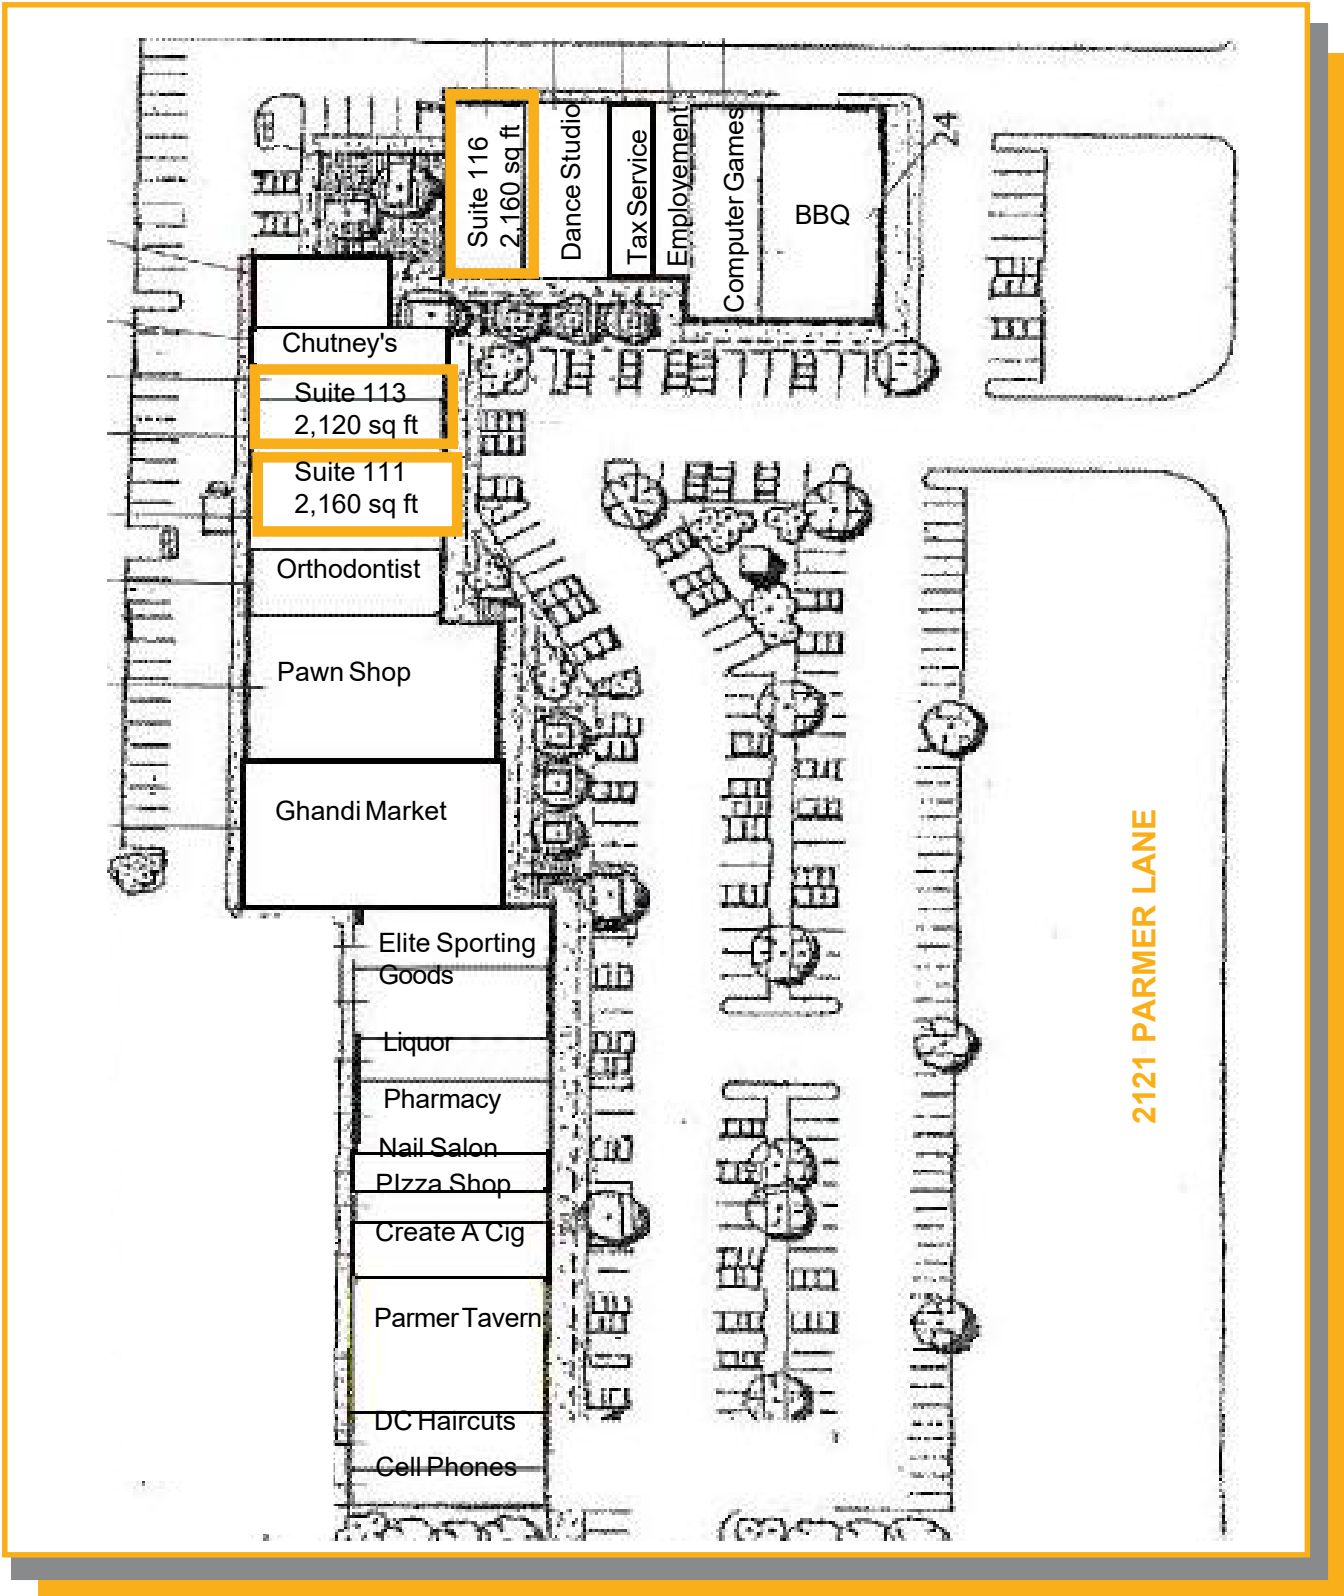 Suite 116
2,160 sq ft
Dance Studio
Tax Service
Employement
Computer Games
BBQ
24
Chutney's
Suite 113
2,120 sq ft
Suite 111
2,160 sq ft
Orthodontist
Pawn Shop
Ghandi Market
Elite Sporting
Goods
Liquor
Pharmacy
Nail Salon
PIzza Shop
Create A Cig
Parmer Tavern
DC Haircuts
Cell Phones
2121 PARMER LANE